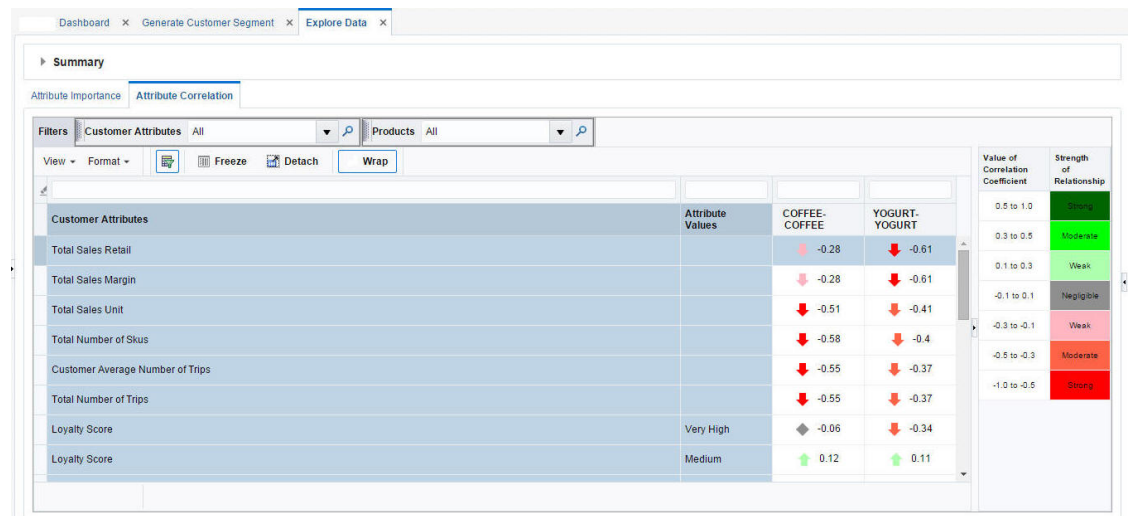 Dashboard Generate Customer Segment Explore Data
Summary
Attribute Importance Attribute Correlation
Filters Customer Attributes All Products All
View Format Freeze Detach Wrap
Customer Attributes Attribute Values COFFEE-COFFEE YOGURT-YOGURT
Total Sales Retail -0.28 -0.61
Total Sales Margin -0.28 -0.61
Total Sales Unit -0.51 -0.41
Total Number of Skus -0.58 -0.4
Customer Average Number of Trips -0.55 -0.37
Total Number of Trips -0.55 -0.37
Loyalty Score Very High -0.06 -0.34
Loyalty Score Medium 0.12 0.11
Value of Correlation Coefficient Strength of Relationship
0.5 to 1.0 Strong
0.3 to 0.5 Moderate
0.1 to 0.3 Weak
-0.1 to 0.1 Negligible
-0.3 to -0.1 Weak
-0.5 to -0.3 Moderate
-1.0 to -0.5 Strong